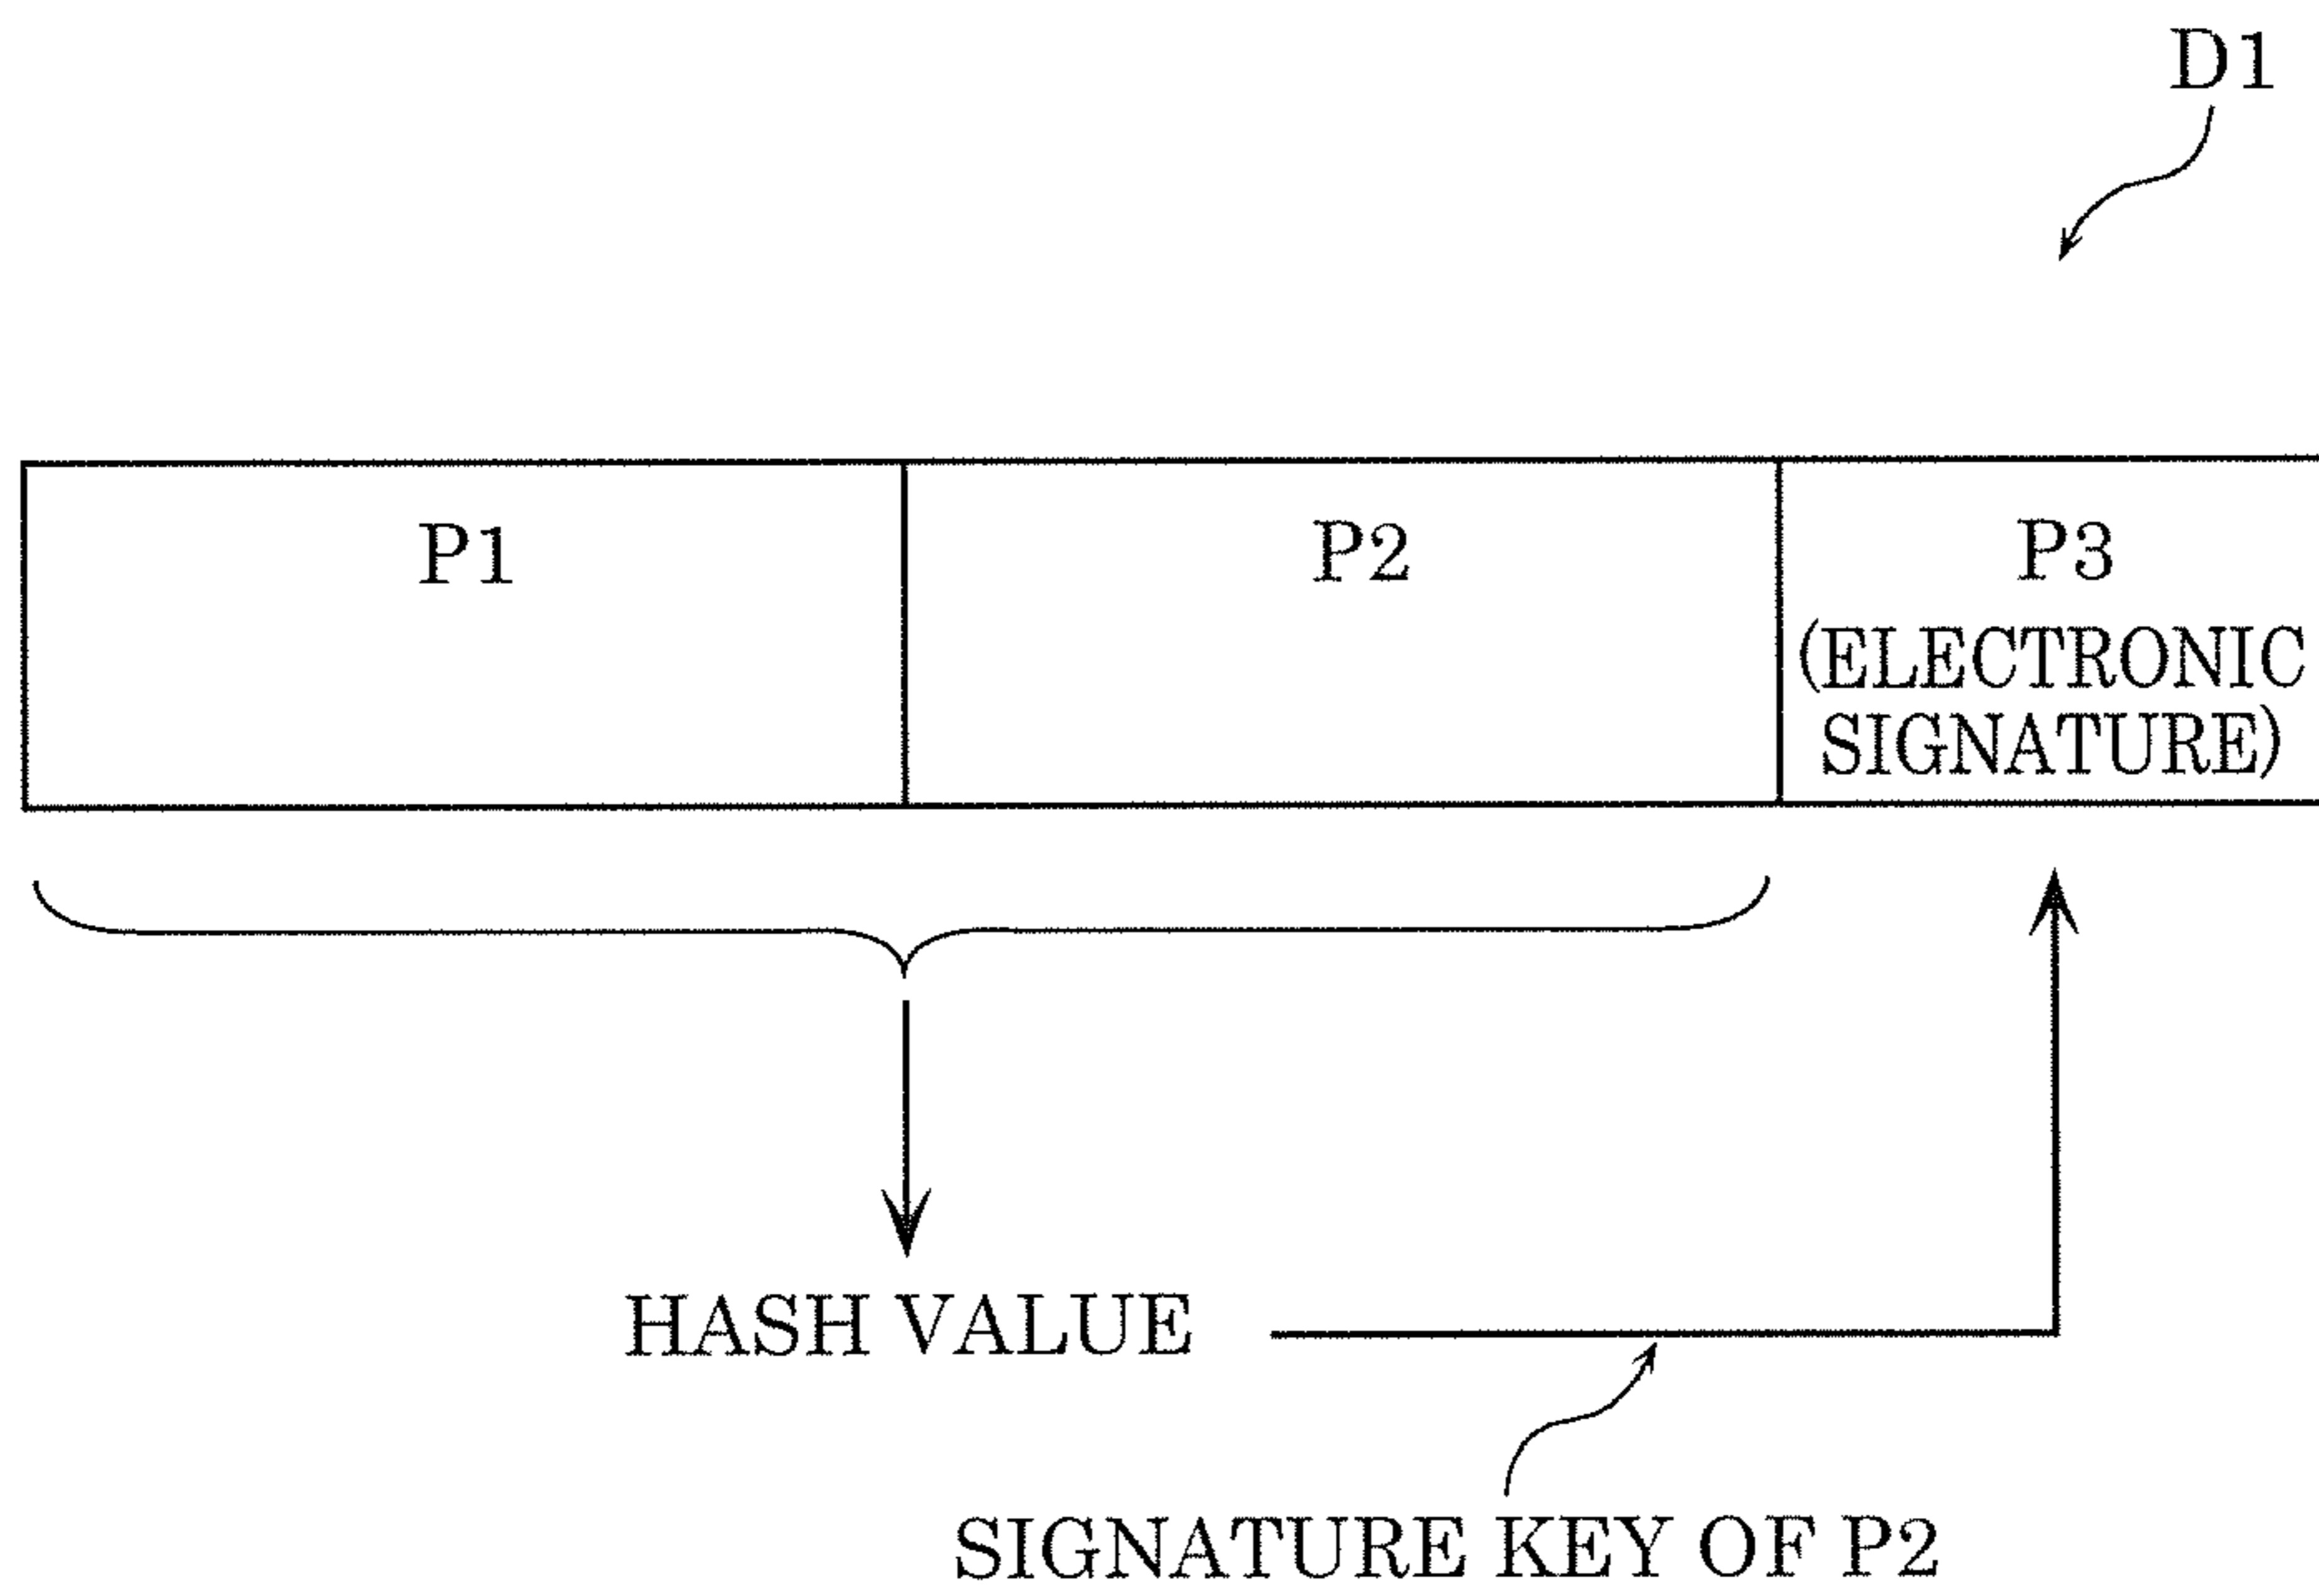 D1
P1
P2
P3
(ELECTRONIC
SIGNATURE)
HASH VALUE
SIGNATURE KEY OF P2